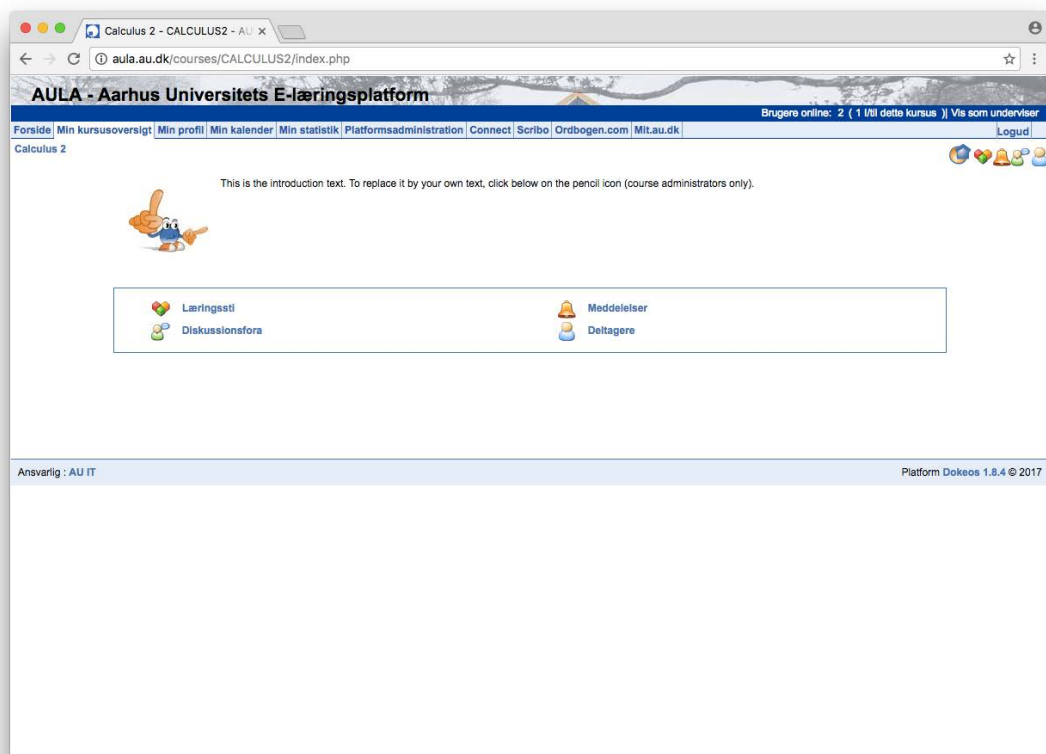 Calculus 2 - CALCULUS2 - AU
aula.au.dk/courses/CALCULUS2/index.php
AULA - Aarhus Universitets E-læringsplatform
Brugere online: 2 ( 1 i/til dette kursus )| Vis som underviser
Forside Min kursusoversigt Min profil Min kalender Min statistik Platformsadministration Connect Scribo Ordbogen.com Mit.au.dk Logud
Calculus 2
This is the introduction text. To replace it by your own text, click below on the pencil icon (course administrators only).
Læringssti Meddelelser
Diskussionsfora Deltagere
Ansvarlig : AU IT Platform Dokeos 1.8.4 © 2017